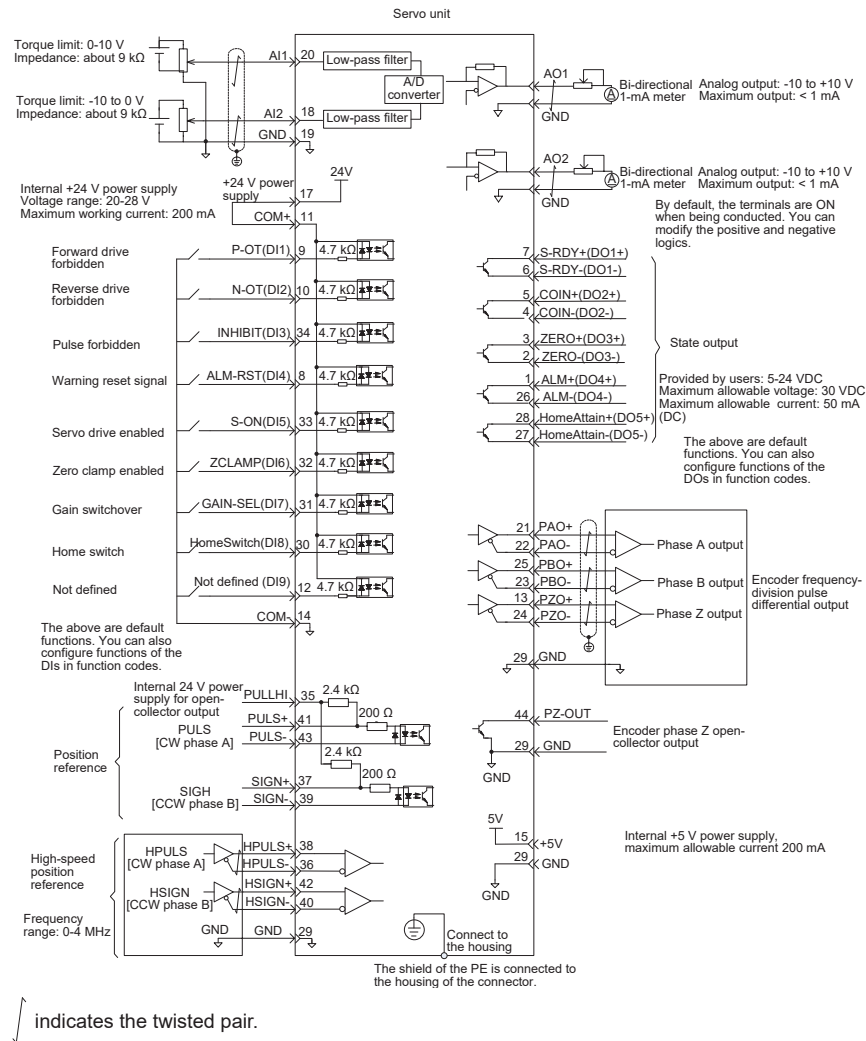 Servo unit
Torque limit: 0-10 V
Impedance: about 9 kΩ
AI1
20
Low-pass filter
A/D
converter
Torque limit: -10 to 0 V
Impedance: about 9 kΩ
AI2
18
Low-pass filter
GND
19
AO1
GND
A
Bi-directional
1-mA meter
Analog output: -10 to +10 V
Maximum output: < 1 mA
AO2
GND
A
Bi-directional
1-mA meter
Analog output: -10 to +10 V
Maximum output: < 1 mA
Internal +24 V power supply
Voltage range: 20-28 V
Maximum working current: 200 mA
+24 V power
supply
17
24V
COM+
11
Forward drive
forbidden
P-OT(DI1)
9
4.7 kΩ
Reverse drive
forbidden
N-OT(DI2)
10
4.7 kΩ
Pulse forbidden
INHIBIT(DI3)
34
4.7 kΩ
Warning reset signal
ALM-RST(DI4)
8
4.7 kΩ
Servo drive enabled
S-ON(DI5)
33
4.7 kΩ
Zero clamp enabled
ZCLAMP(DI6)
32
4.7 kΩ
Gain switchover
GAIN-SEL(DI7)
31
4.7 kΩ
Home switch
HomeSwitch(DI8)
30
4.7 kΩ
Not defined
Not defined (DI9)
12
4.7 kΩ
COM-
14
The above are default
functions. You can also
configure functions of the
DIs in function codes.
By default, the terminals are ON
when being conducted. You can
modify the positive and negative
logics.
7
S-RDY+(DO1+)
6
S-RDY-(DO1-)
5
COIN+(DO2+)
4
COIN-(DO2-)
3
ZERO+(DO3+)
2
ZERO-(DO3-)
1
ALM+(DO4+)
26
ALM-(DO4-)
28
HomeAttain+(DO5+)
27
HomeAttain-(DO5-)
State output
Provided by users: 5-24 VDC
Maximum allowable voltage: 30 VDC
Maximum allowable current: 50 mA
(DC)
The above are default
functions. You can also
configure functions of the
DOs in function codes.
21
PAO+
22
PAO-
Phase A output
25
PBO+
23
PBO-
Phase B output
13
PZO+
24
PZO-
Phase Z output
Encoder frequency-
division pulse
differential output
29
GND
44
PZ-OUT
29
GND
GND
Encoder phase Z open-
collector output
Position
reference
Internal 24 V power
supply for open-
collector output
PULLHI
35
2.4 kΩ
PULS
[CW phase A]
PULS+
41
200 Ω
PULS-
43
2.4 kΩ
SIGH
[CCW phase B]
SIGN+
37
200 Ω
SIGN-
39
5V
15
+5V
29
GND
GND
Internal +5 V power supply,
maximum allowable current 200 mA
High-speed
position
reference
Frequency
range: 0-4 MHz
HPULS
[CW phase A]
HPULS+
38
HPULS-
36
HSIGN
[CCW phase B]
HSIGN+
42
HSIGN-
40
GND
GND
29
Connect to
the housing
The shield of the PE is connected to
the housing of the connector.
indicates the twisted pair.